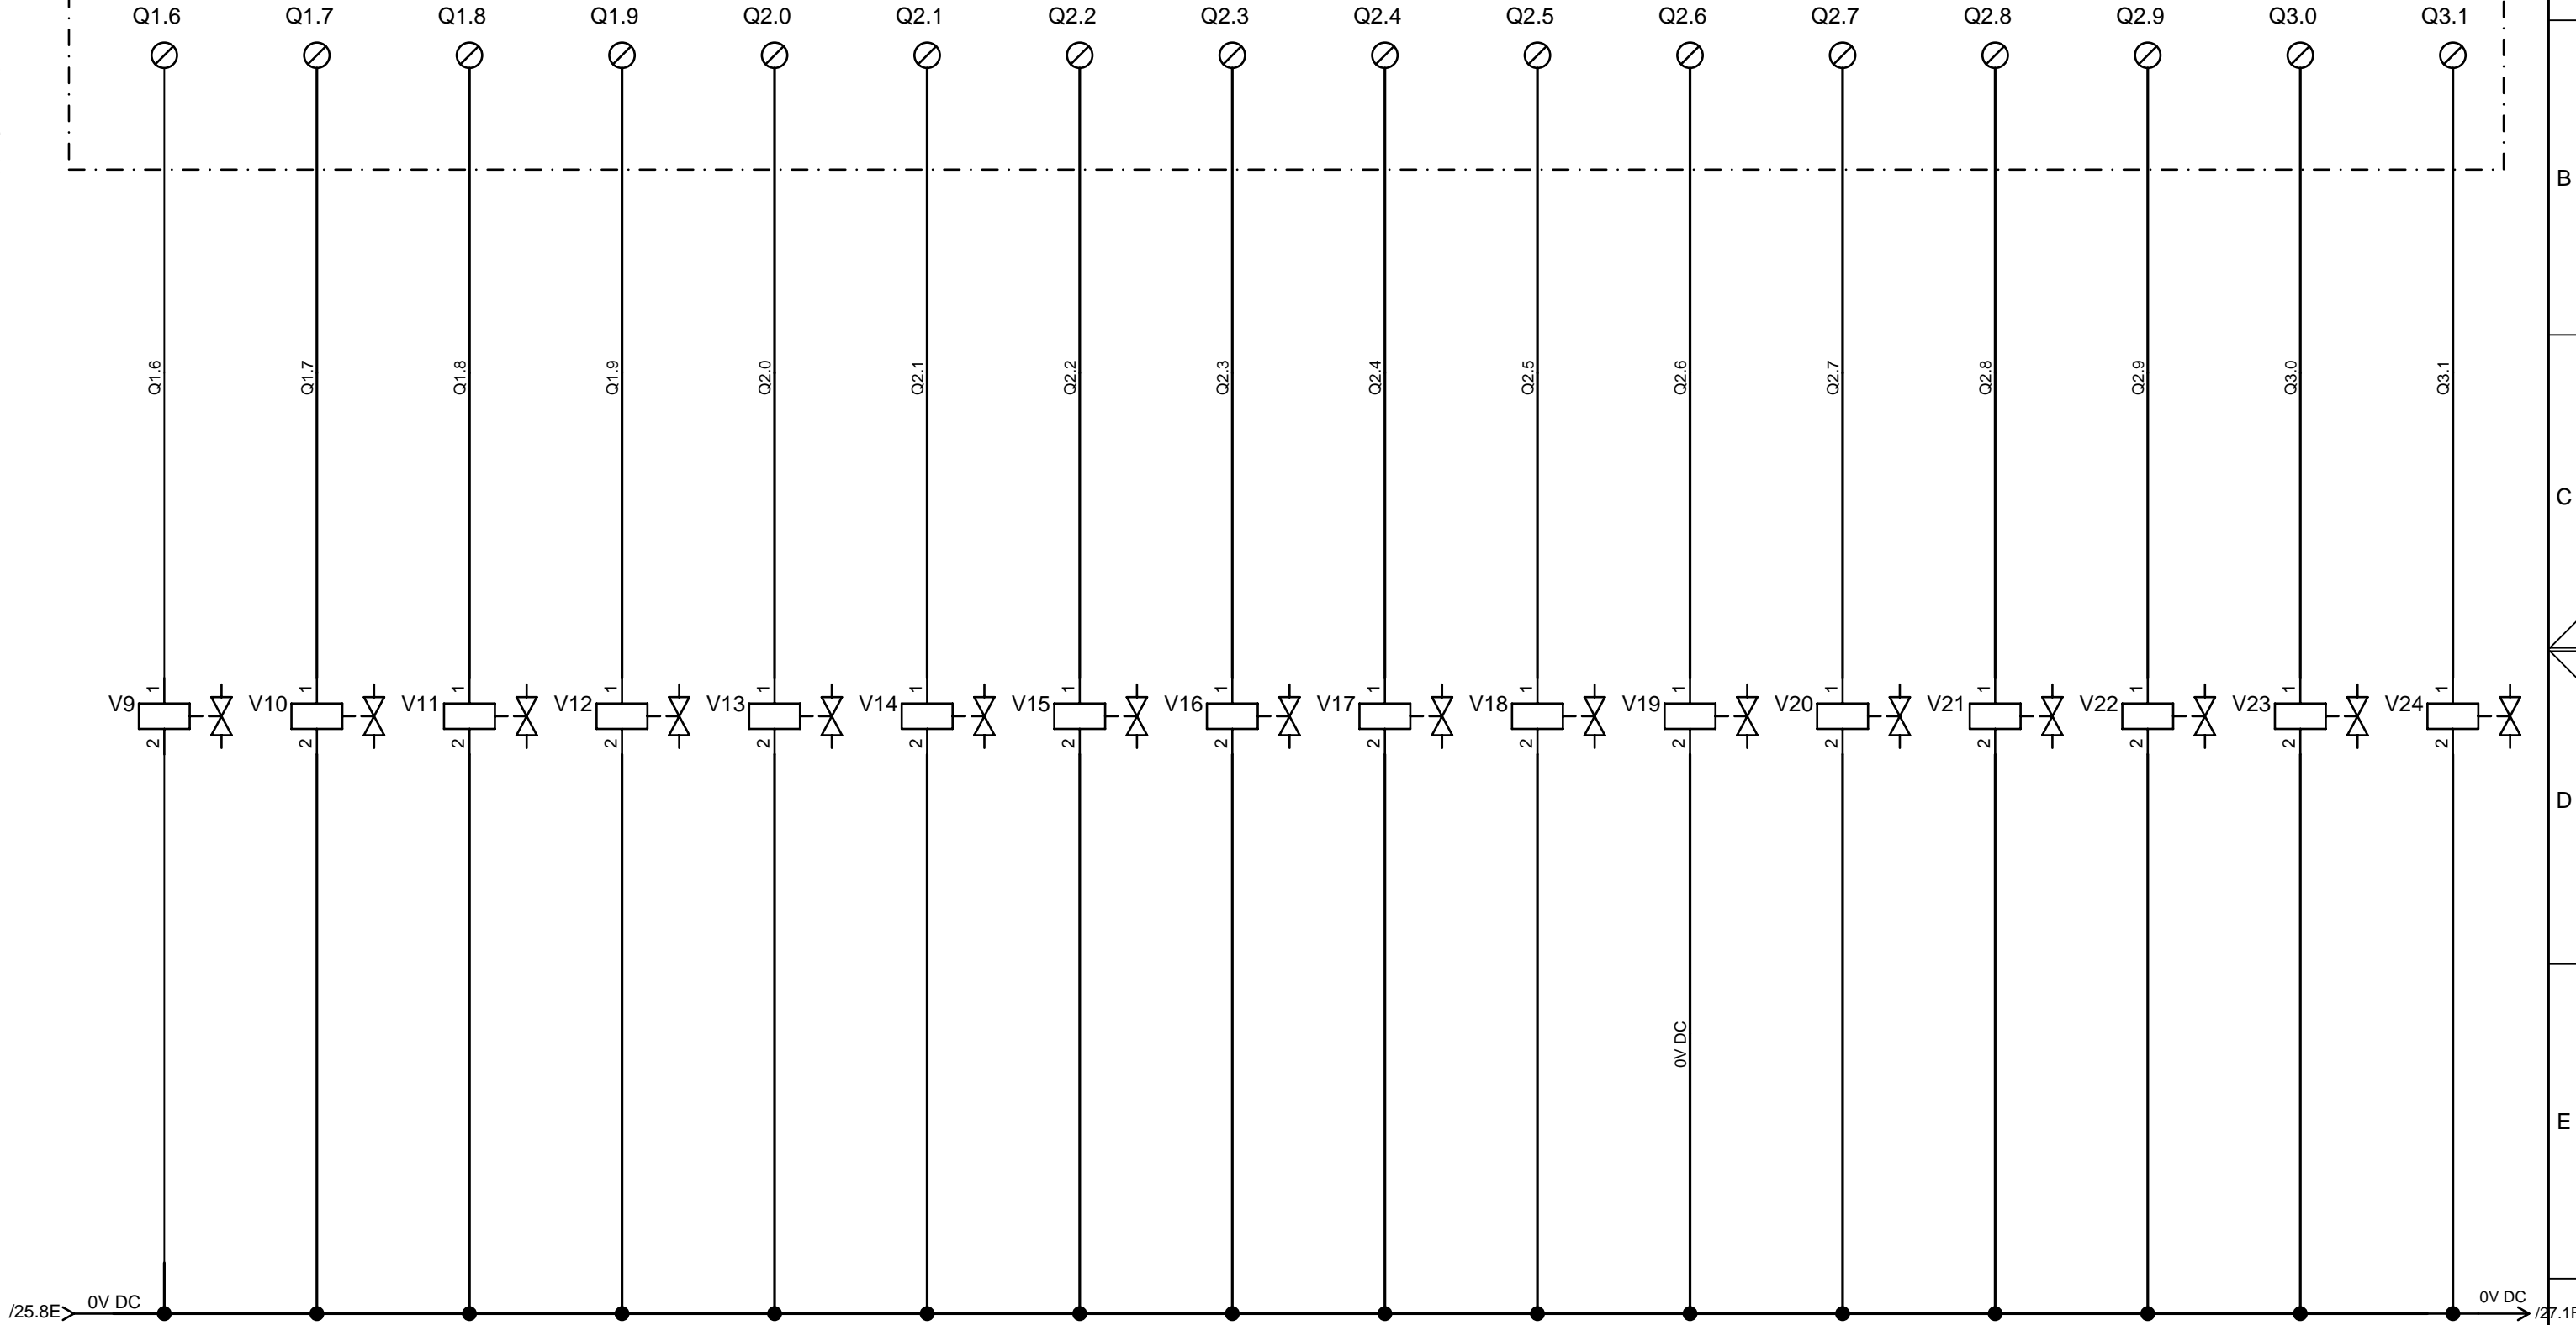 Q1.6 Q1.7 Q1.8 Q1.9 Q2.0 Q2.1 Q2.2 Q2.3 Q2.4 Q2.5 Q2.6 Q2.7 Q2.8 Q2.9 Q3.0 Q3.1
B
Q1.6 Q1.7 Q1.8 Q1.9 Q2.0 Q2.1 Q2.2 Q2.3 Q2.4 Q2.5 Q2.6 Q2.7 Q2.8 Q2.9 Q3.0 Q3.1
C
1 1 1 1 1 1 1 1 1 1 1 1 1 1 1 1
V9 V10 V11 V12 V13 V14 V15 V16 V17 V18 V19 V20 V21 V22 V23 V24
2 2 2 2 2 2 2 2 2 2 2 2 2 2 2 2
D
0V DC
E
0V DC 0V DC
/25.8E /27.1